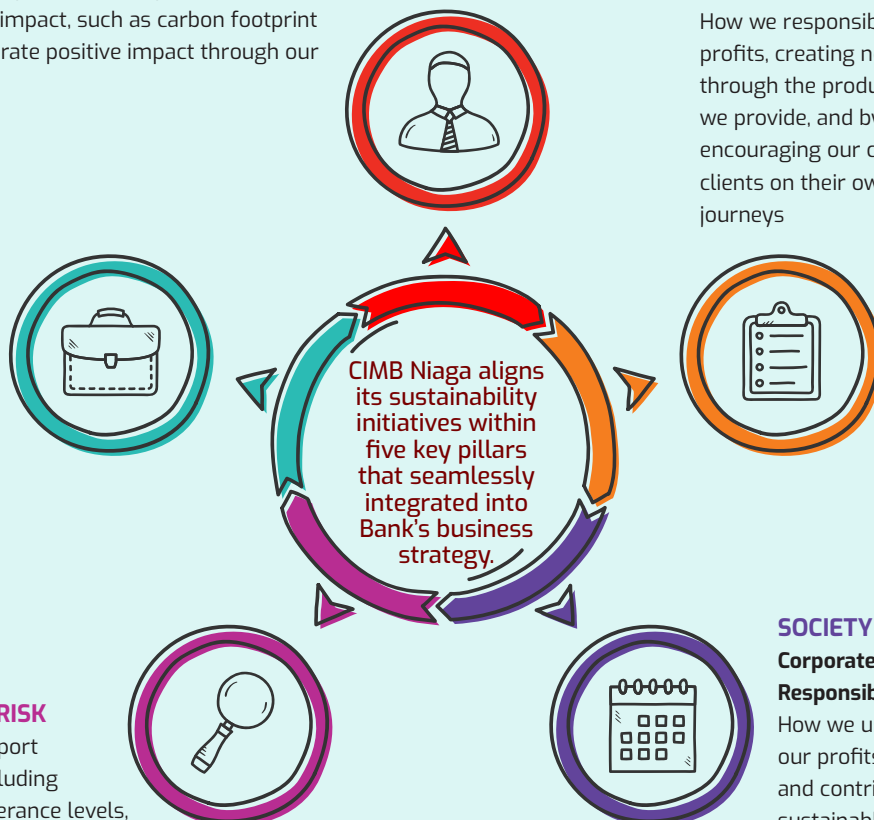 impact, such as carbon footprint
rate positive impact through our
How we responsib
profits, creating n
through the produ
we provide, and b
encouraging our c
clients on their ow
journeys
CIMB Niaga aligns
its sustainability
initiatives within
five key pillars
that seamlessly
integrated into
Bank's business
strategy.
RISK
port
luding
erance levels,
SOCIETY
Corporate
Responsib
How we u
our profits
and contri
sustainabl